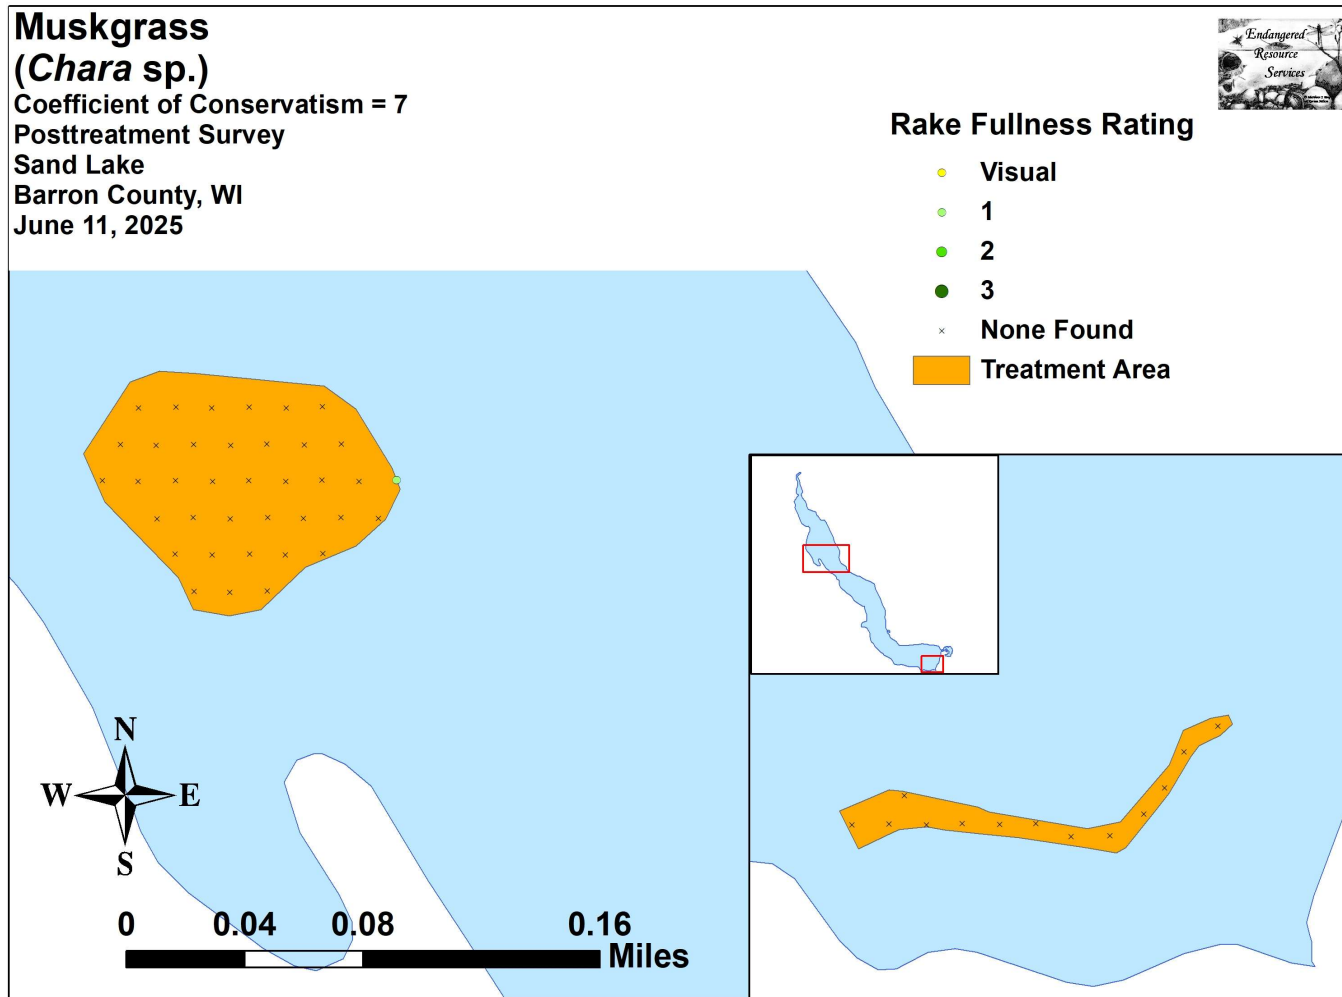 Muskgrass
(Chara sp.)
Coefficient of Conservatism = 7
Posttreatment Survey
Sand Lake
Barron County, WI
June 11, 2025
Endangered
Resource
Services
Rake Fullness Rating
Visual
1
2
3
None Found
Treatment Area
N
W E
S
0 0.04 0.08 0.16
Miles